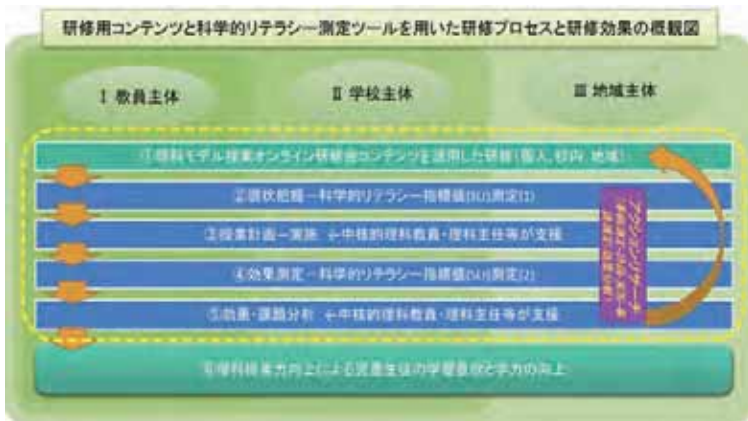 研修用コンテンツと科学的リテラシー測定ツールを用いた研修プロセスと研修効果の概観図
Ⅰ 教員主体
Ⅱ 学校主体
Ⅲ 地域主体
①理科モデル授業オンライン研修会コンテンツを活用した研修(個人、校内、地域)
②現状把握－科学的リテラシー指標値(SLI)測定(1)
③授業計画－実施 ←中核的理科教員・理科主任等が支援
④効果測定－科学的リテラシー指標値(SLI)測定(2)
⑤効果・課題分析 ←中核的理科教員・理科主任等が支援
アクションリサーチ
⑥理科授業力向上による児童生徒の学習意欲と学力の向上